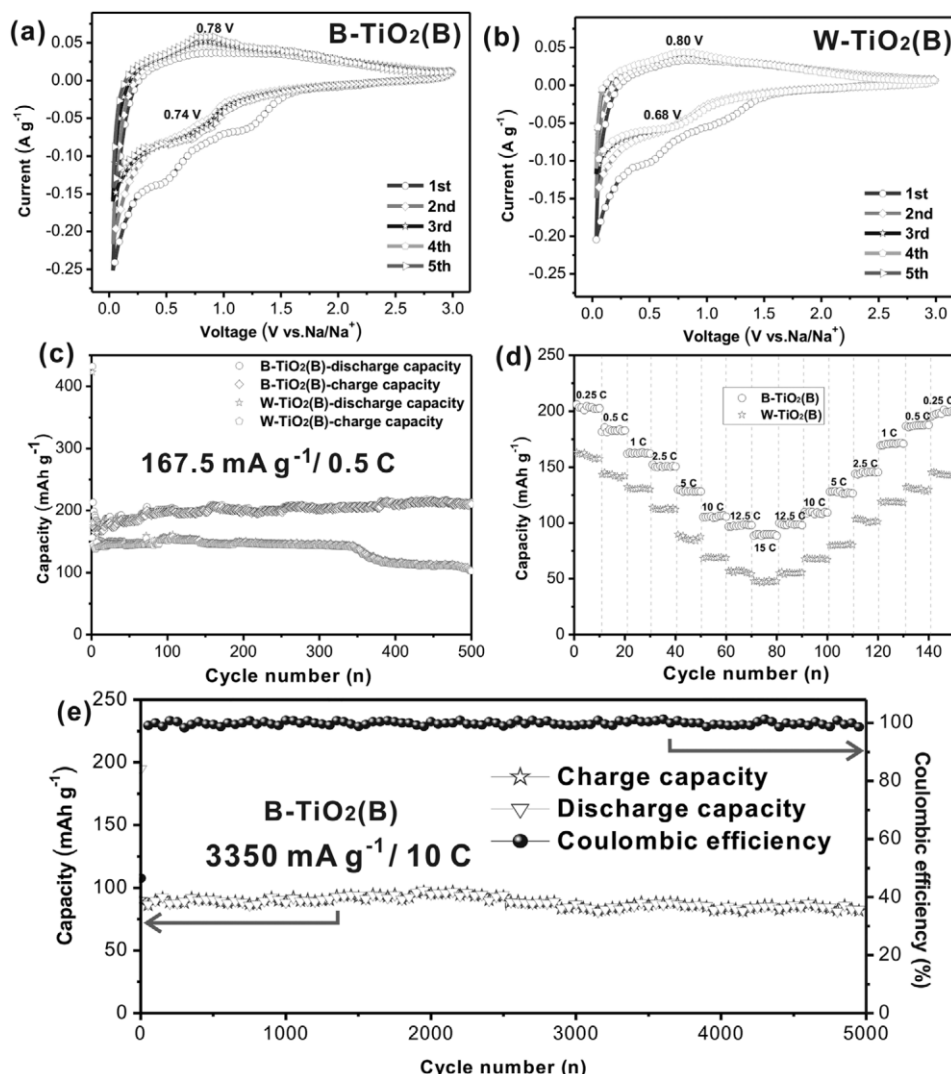 (a)
B-TiO₂(B)
0.78 V
0.74 V
0.05
0.00
-0.05
-0.10
-0.15
-0.20
-0.25
Current (A g⁻¹)
1st
2nd
3rd
4th
5th
0.0 0.5 1.0 1.5 2.0 2.5 3.0
Voltage (V vs.Na/Na⁺)
(b)
W-TiO₂(B)
0.80 V
0.68 V
0.05
0.00
-0.05
-0.10
-0.15
-0.20
-0.25
Current (A g⁻¹)
1st
2nd
3rd
4th
5th
0.0 0.5 1.0 1.5 2.0 2.5 3.0
Voltage (V vs.Na/Na⁺)
(c)
B-TiO₂(B)-discharge capacity
B-TiO₂(B)-charge capacity
W-TiO₂(B)-discharge capacity
W-TiO₂(B)-charge capacity
167.5 mA g⁻¹/ 0.5 C
400
300
200
100
Capacity (mAh g⁻¹)
0 100 200 300 400 500
Cycle number (n)
(d)
250
200
150
100
50
0
Capacity (mAh g⁻¹)
B-TiO₂(B)
W-TiO₂(B)
0.25 C
0.5 C
1 C
2.5 C
5 C
10 C
12.5 C
15 C
12.5 C
10 C
5 C
2.5 C
1 C
0.5 C
0.25 C
0 20 40 60 80 100 120 140
Cycle number (n)
(e)
250
200
150
100
50
0
Capacity (mAh g⁻¹)
B-TiO₂(B)
3350 mA g⁻¹/ 10 C
Charge capacity
Discharge capacity
Coulombic efficiency
100
80
60
40
20
0
Coulombic efficiency (%)
0 1000 2000 3000 4000 5000
Cycle number (n)